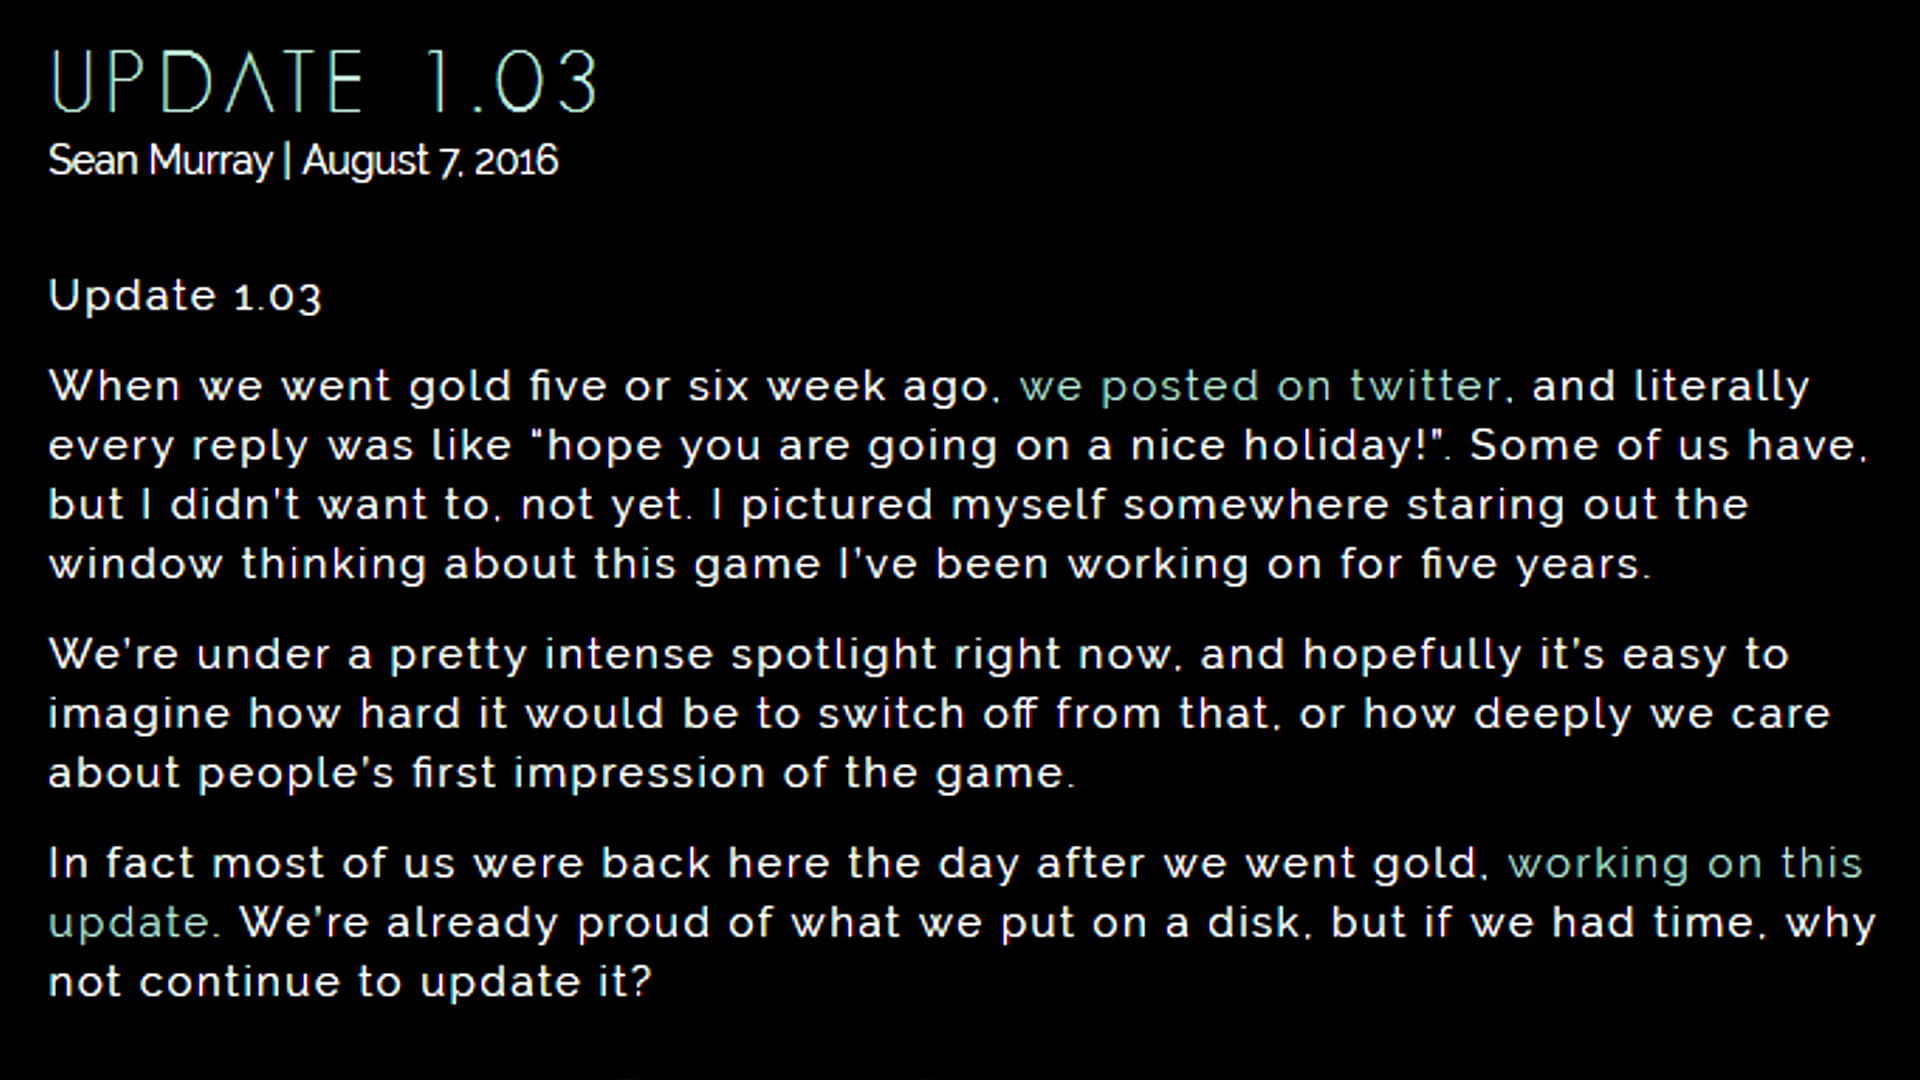 UPDATE 1.03
Sean Murray | August 7, 2016
Update 1.03
When we went gold five or six week ago, we posted on twitter, and literally
every reply was like “hope you are going on a nice holiday!”. Some of us have,
but I didn't want to, not yet. I pictured myself somewhere staring out the
window thinking about this game I’ve been working on for five years.
We’re under a pretty intense spotlight right now, and hopefully it’s easy to
imagine how hard it would be to switch off from that, or how deeply we care
about people’s first impression of the game.
In fact most of us were back here the day after we went gold, working on this
update. We’re already proud of what we put on a disk, but if we had time, why
not continue to update it?